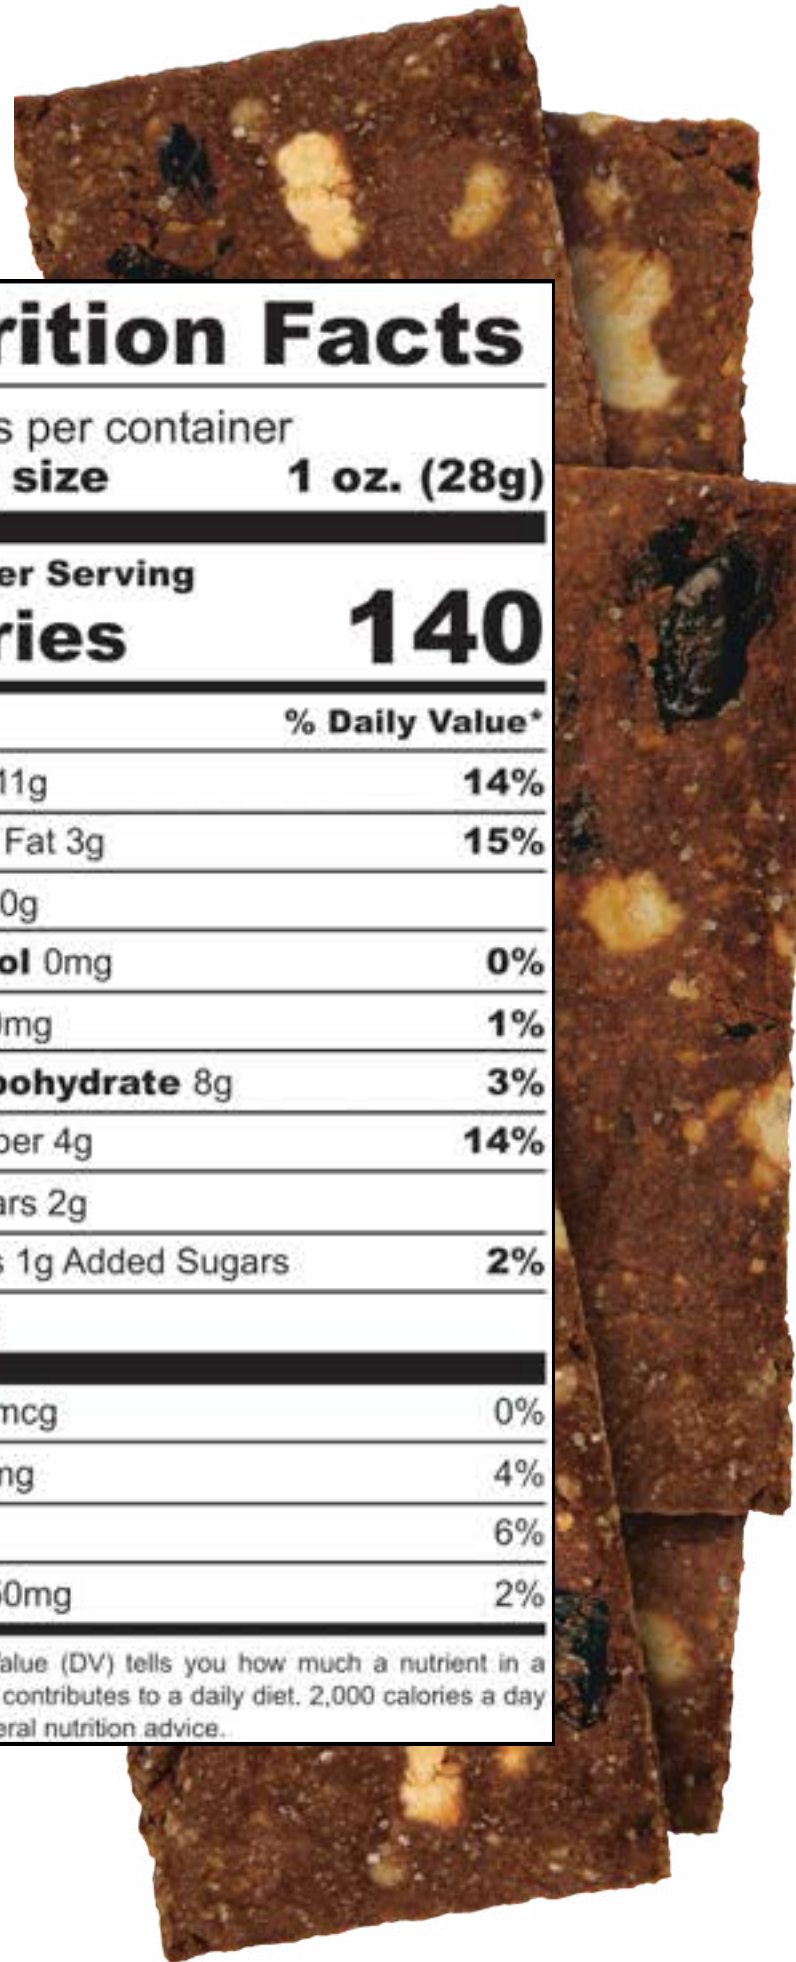 rition Facts
s per container
size 1 oz. (28g)
er Serving
ries 140
% Daily Value*
11g 14%
Fat 3g 15%
0g
ol 0mg 0%
0mg 1%
bohydrate 8g 3%
ber 4g 14%
ars 2g
s 1g Added Sugars 2%
mcg 0%
mg 4%
6%
60mg 2%
alue (DV) tells you how much a nutrient in a
contributes to a daily diet. 2,000 calories a day
eral nutrition advice.